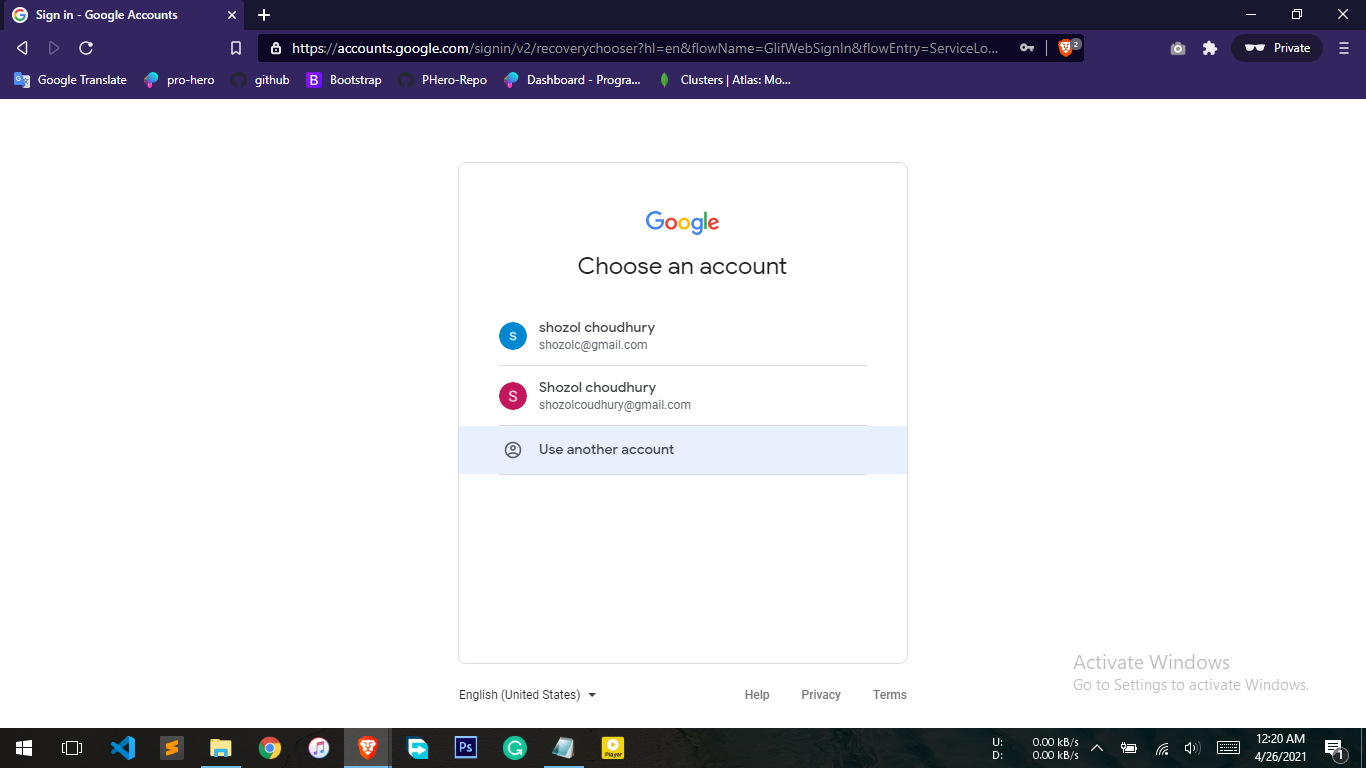 Sign in - Google Accounts
https://accounts.google.com/signin/v2/recoverychooser?hl=en&flowName=GlifWebSignIn&flowEntry=ServiceLo...
2
Private
Google Translate
pro-hero
github
B
Bootstrap
PHero-Repo
Dashboard - Progra...
Clusters | Atlas: Mo...
Google
Choose an account
s
shozol choudhury
shozolc@gmail.com
S
Shozol choudhury
shozolcoudhury@gmail.com
Use another account
Activate Windows
Go to Settings to activate Windows.
English (United States)
Help
Privacy
Terms
Ps
Player
U: 0.00 kB/s
D: 0.00 kB/s
12:20 AM
4/26/2021
1